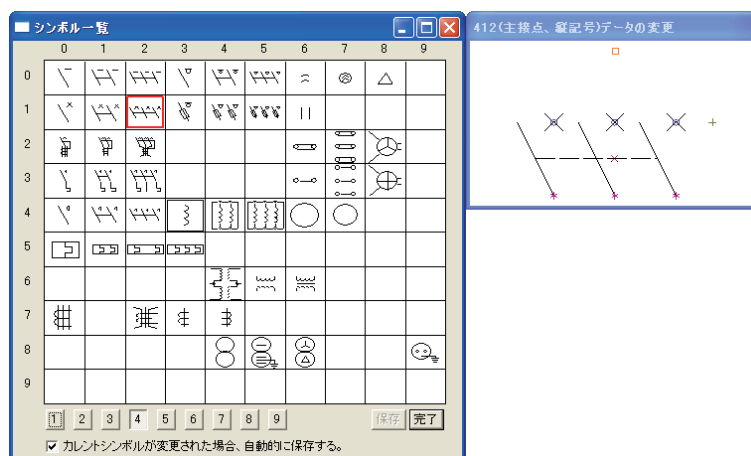 シンボル一覧
0 1 2 3 4 5 6 7 8 9
0
1
2
3
4
5
6
7
8
9
1 2 3 4 5 6 7 8 9 保存 完了
カレントシンボルが変更された場合、自動的に保存する。
412(主接点、縦記号)データの変更